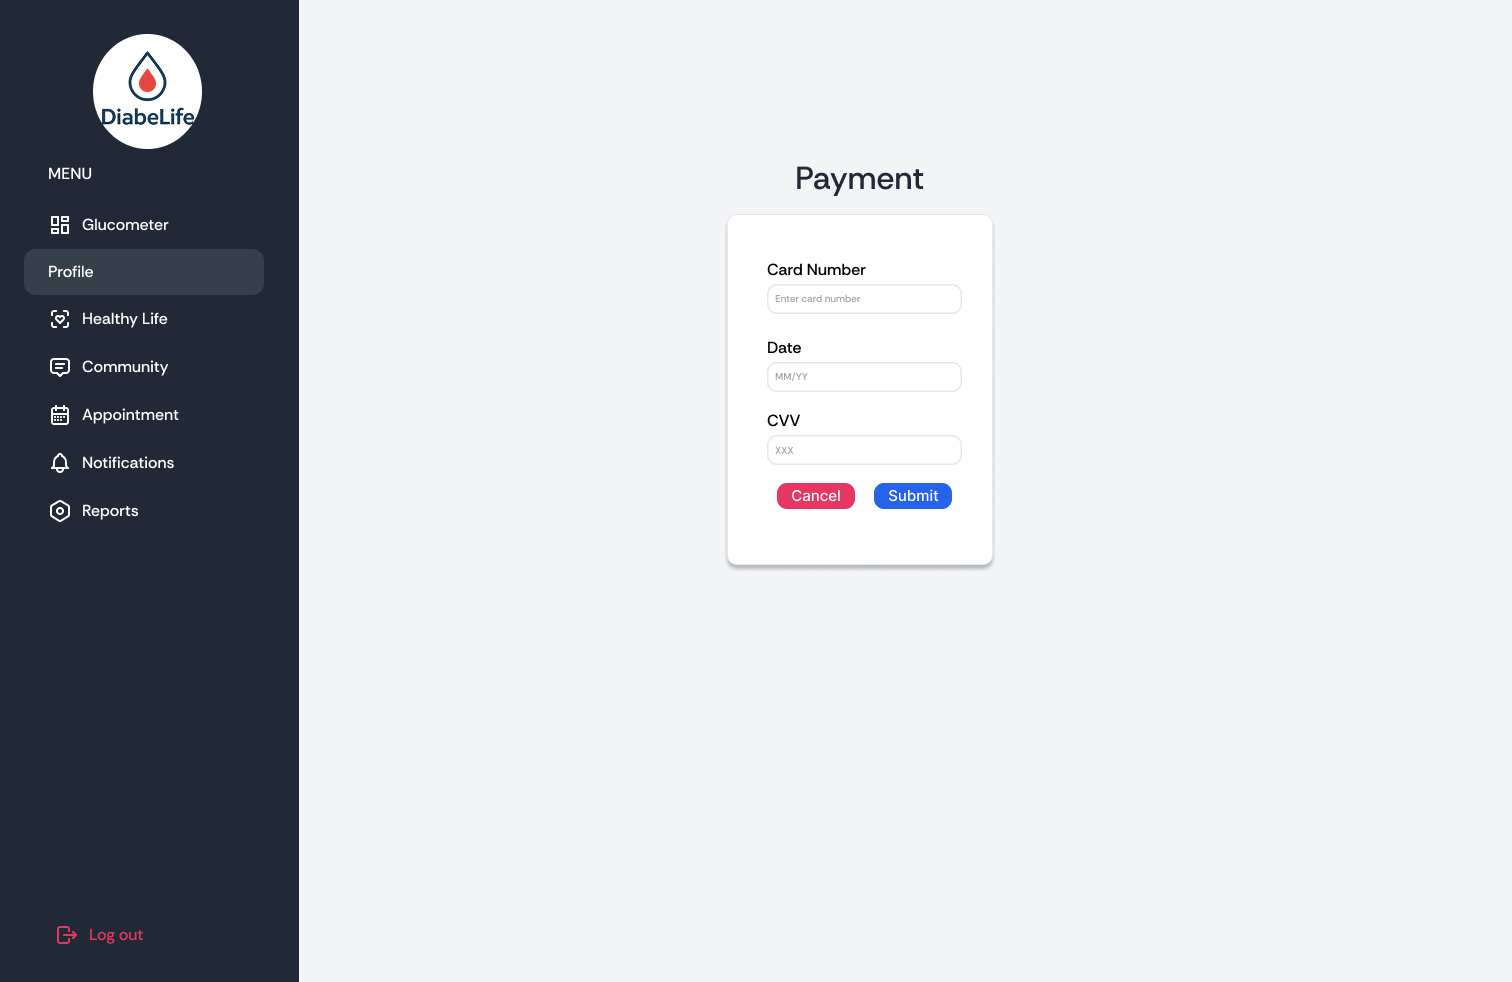 DiabeLife
MENU
Glucometer
Profile
Healthy Life
Community
Appointment
Notifications
Reports
Log out
Payment
Card Number
Enter card number
Date
MM/YY
CVV
XXX
Cancel Submit